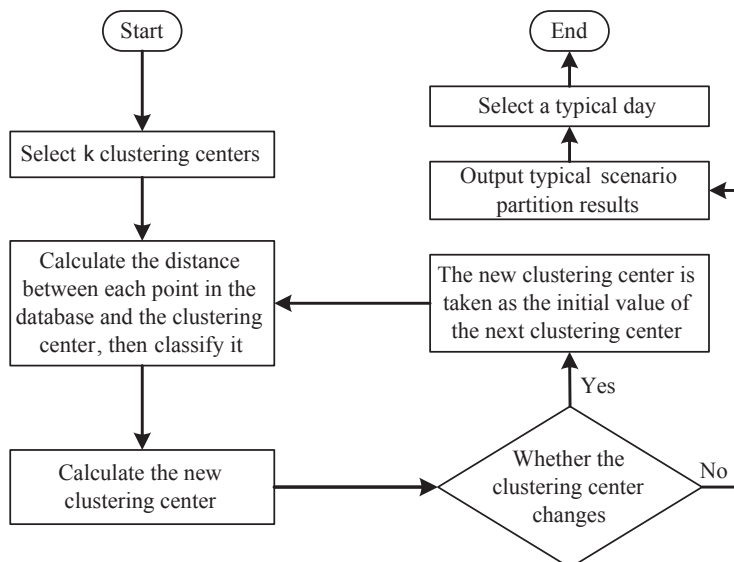 Start
Select k clustering centers
Calculate the distance
between each point in the
database and the clustering
center, then classify it
Calculate the new
clustering center
Whether the
clustering center
changes
Yes
No
The new clustering center is
taken as the initial value of
the next clustering center
Output typical scenario
partition results
Select a typical day
End